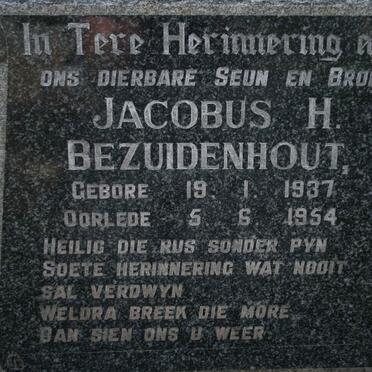 In Tere Herinnering a
ONS DIERBARE SEUN EN BROE
JACOBUS H.
BEZUIDENHOUT,
GEBORE 19. 1. 1937.
OORLEDE 5 6 1954.
HEILIG DIE RUS SONDER PYN
SOETE HERINNERING WAT NOOIT
SAL VERDWYN
WELDRA BREEK DIE MORE
DAN SIEN ONS U WEER.